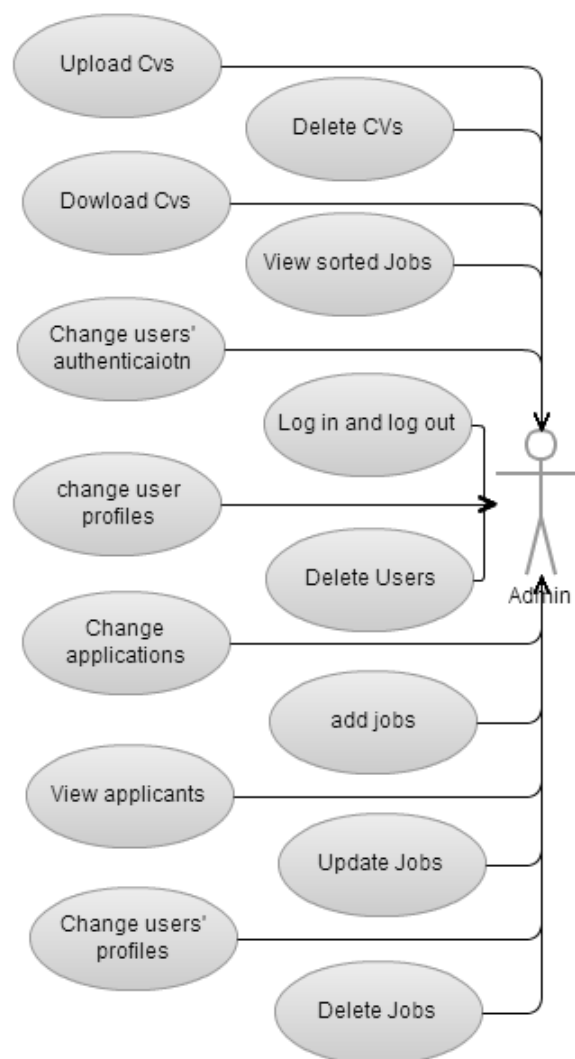 Upload Cvs
Delete CVs
Dowload Cvs
View sorted Jobs
Change users'
authenticaiotn
Log in and log out
change user
profiles
Delete Users
Admin
Change
applications
add jobs
View applicants
Update Jobs
Change users'
profiles
Delete Jobs